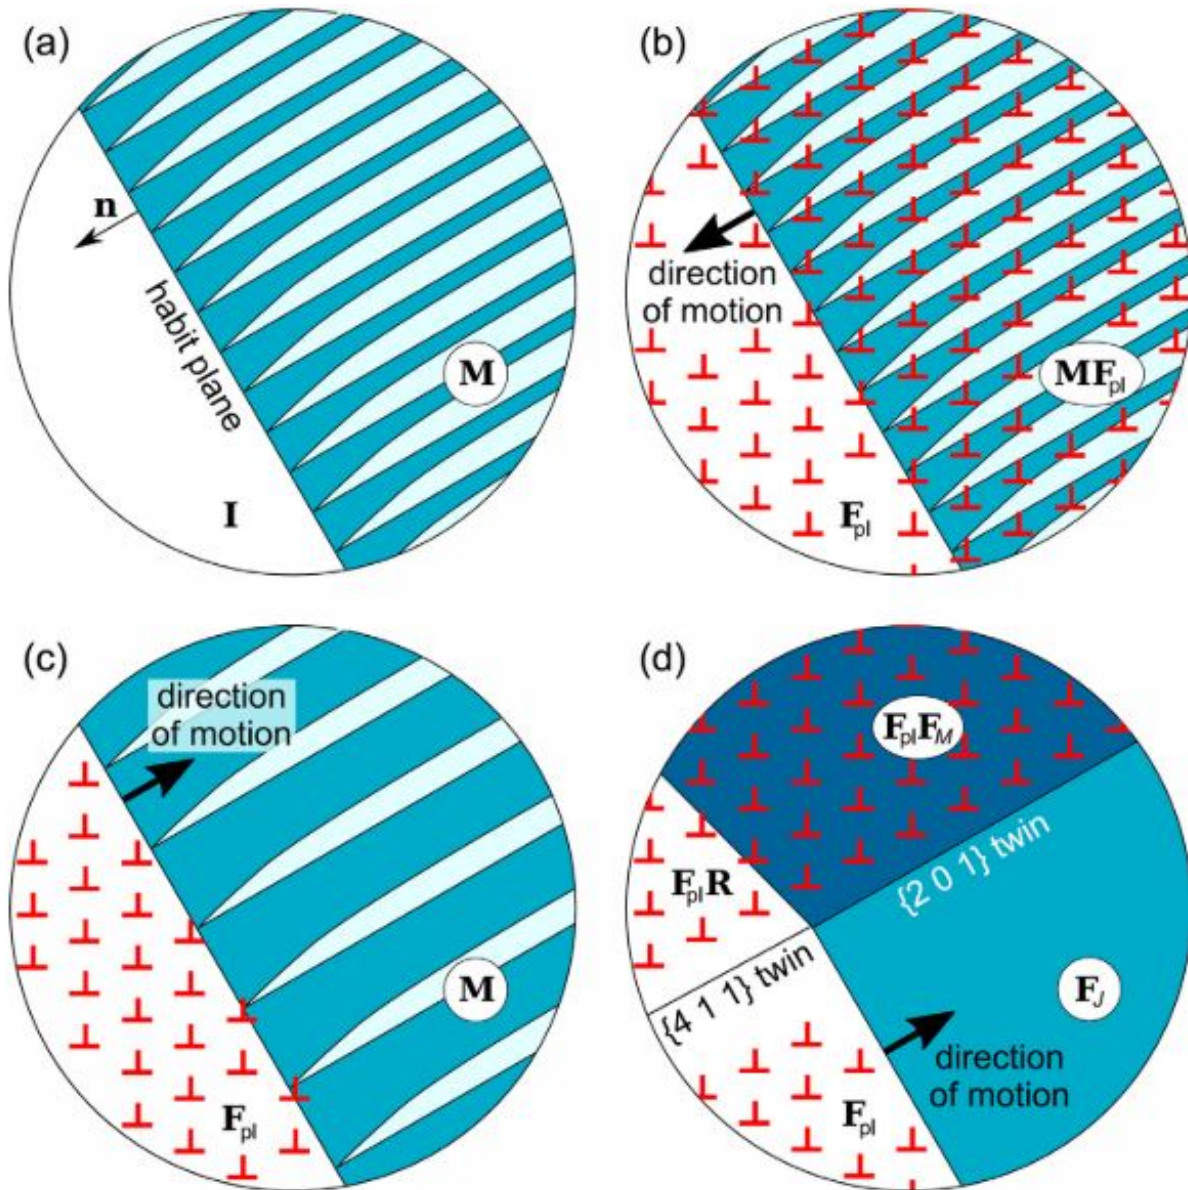 (a)
n
habit plane
M
I
(b)
direction
of motion
MFpl
Fpl
(c)
direction
of motion
M
Fpl
(d)
FplFM
{2 0 1} twin
FplR
{4 1 1} twin
FJ
direction
of motion
Fpl